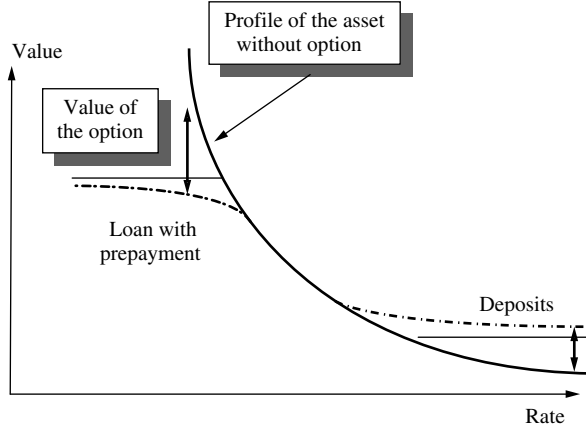 Profile of the asset
without option
Value
Value of
the option
Loan with
prepayment
Deposits
Rate